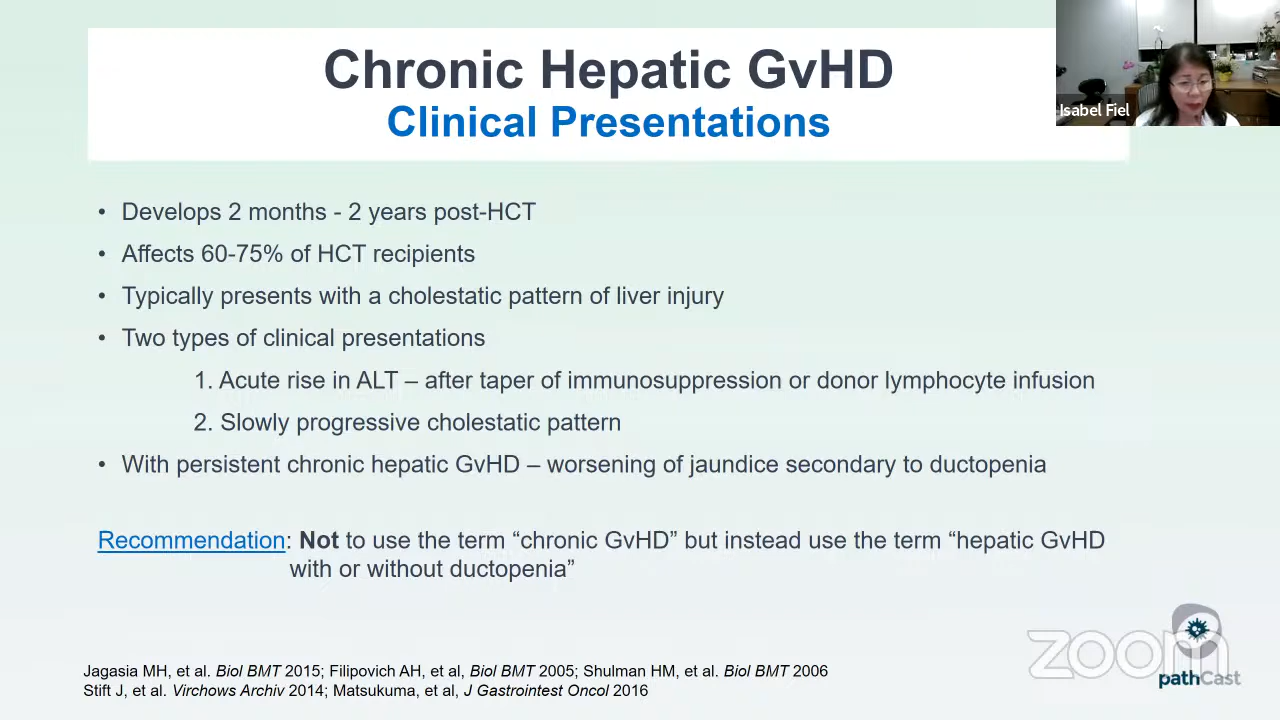 Chronic Hepatic GvHD
Clinical Presentations
Isabel Fiel
• Develops 2 months - 2 years post-HCT
• Affects 60-75% of HCT recipients
• Typically presents with a cholestatic pattern of liver injury
• Two types of clinical presentations
1. Acute rise in ALT – after taper of immunosuppression or donor lymphocyte infusion
2. Slowly progressive cholestatic pattern
• With persistent chronic hepatic GvHD – worsening of jaundice secondary to ductopenia
Recommendation: Not to use the term “chronic GvHD” but instead use the term “hepatic GvHD
with or without ductopenia”
Jagasia MH, et al. Biol BMT 2015; Filipovich AH, et al, Biol BMT 2005; Shulman HM, et al. Biol BMT 2006
Stift J, et al. Virchows Archiv 2014; Matsukuma, et al, J Gastrointest Oncol 2016
zoom
pathCast